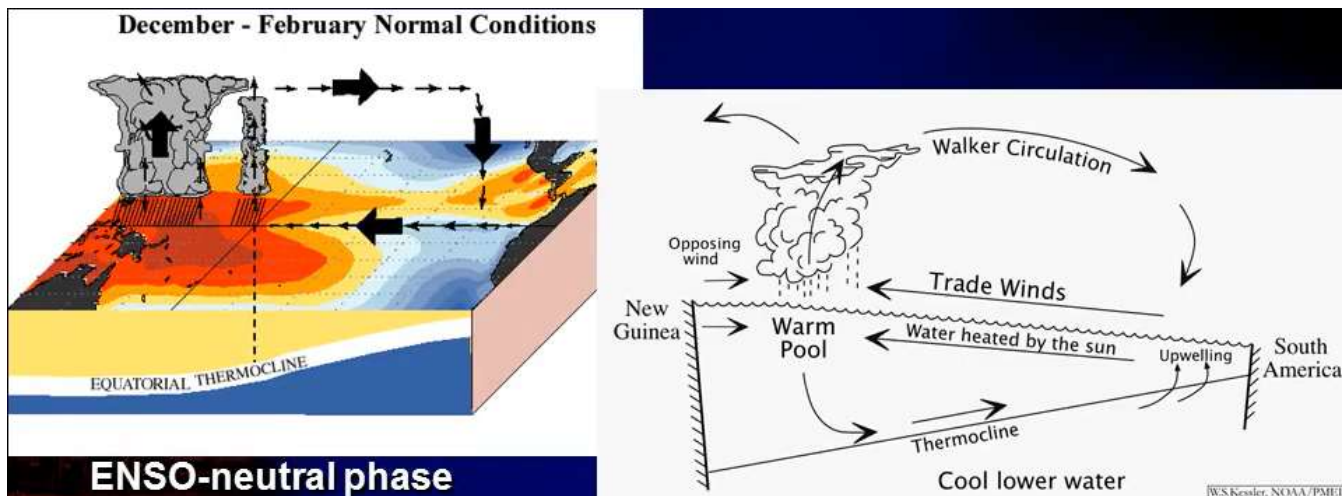 December - February Normal Conditions
EQUATORIAL THERMOCLINE
ENSO-neutral phase
Walker Circulation
Opposing
wind
Trade Winds
New
Guinea
Warm
Pool
Water heated by the sun
Upwelling
South
America
Thermocline
Cool lower water
W.S.Kessler, NOAA/PMEL